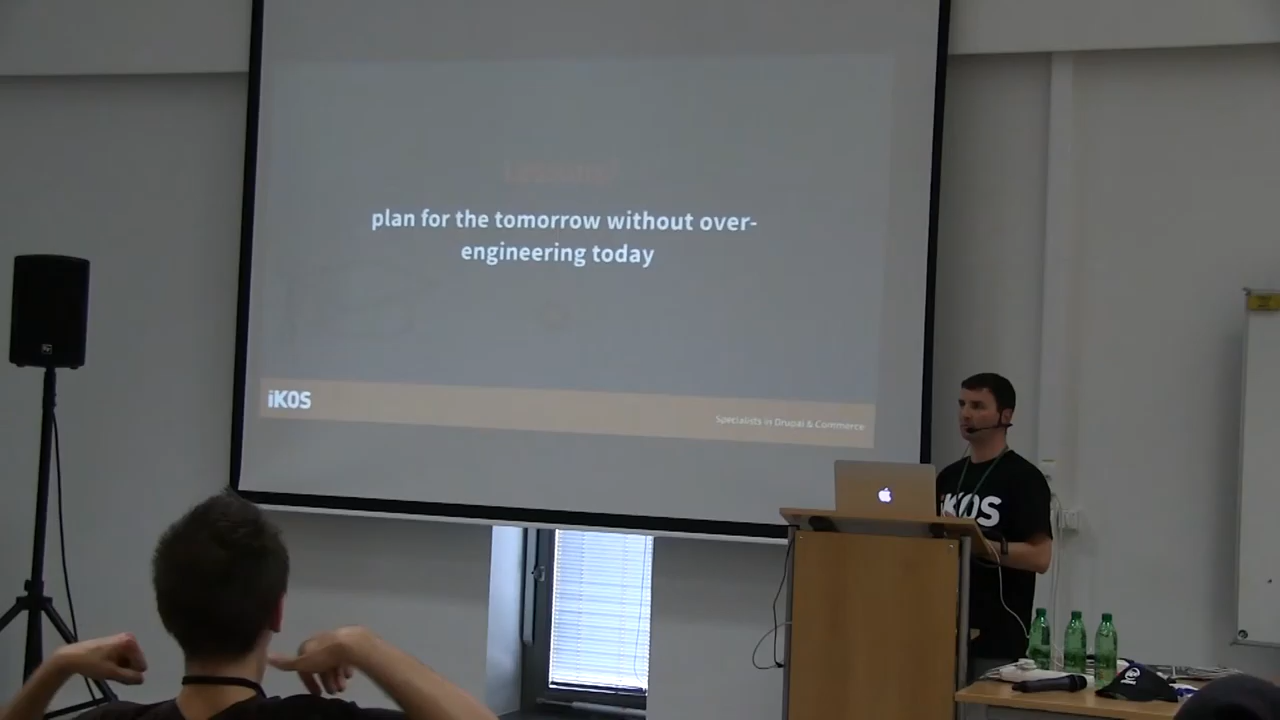 plan for the tomorrow without over-
engineering today
iKOS
Specialists in Drupal & Commerce
iKOS